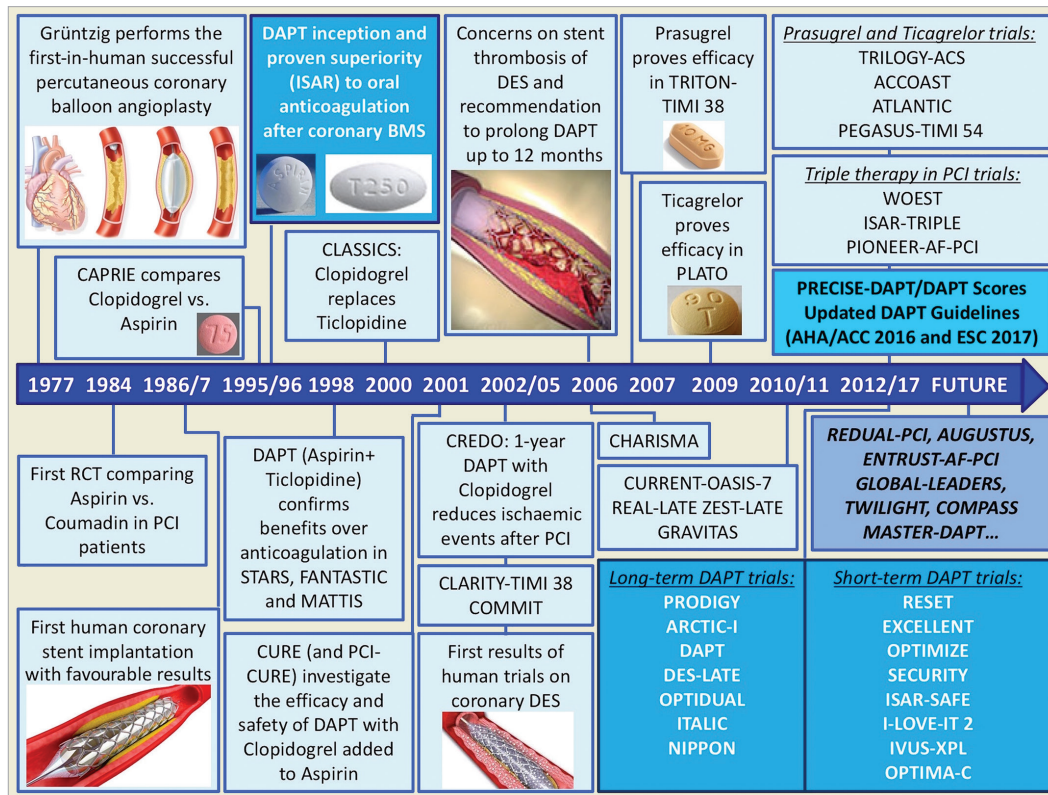 Grüntzig performs the
first-in-human successful
percutaneous coronary
balloon angioplasty
DAPT inception and
proven superiority
(ISAR) to oral
anticoagulation
after coronary BMS
ASPIRIN
T250
Concerns on stent
thrombosis of
DES and
recommendation
to prolong DAPT
up to 12 months
Prasugrel proves
efficacy
in TRITON-
TIMI 38
10 MG
Prasugrel and Ticagrelor trials:
TRILOGY-ACS
ACCOAST
ATLANTIC
PEGASUS-TIMI 54
Triple therapy in PCI trials:
WOEST
ISAR-TRIPLE
PIONEER-AF-PCI
CAPRIE compares
Clopidogrel vs.
Aspirin
75
CLASSICS:
Clopidogrel
replaces
Ticlopidine
Ticagrelor
proves
efficacy in
PLATO
90
T
PRECISE-DAPT/DAPT Scores
Updated DAPT Guidelines
(AHA/ACC 2016 and ESC 2017)
1977 1984 1986/7 1995/96 1998 2000 2001 2002/05 2006 2007 2009 2010/11 2012/17 FUTURE
First RCT comparing
Aspirin vs.
Coumadin in PCI
patients
DAPT (Aspirin+
Ticlopidine)
confirms
benefits over
anticoagulation in
STARS, FANTASTIC
and MATTIS
CREDO: 1-year
DAPT with
Clopidogrel
reduces ischaemic
events after PCI
CHARISMA
CURRENT-OASIS-7
REAL-LATE ZEST-LATE
GRAVITAS
REDUAL-PCI, AUGUSTUS,
ENTRUST-AF-PCI
GLOBAL-LEADERS,
TWILIGHT, COMPASS
MASTER-DAPT...
First human coronary
stent implantation
with favourable results
CURE (and PCI-
CURE) investigate
the efficacy and
safety of DAPT with
Clopidogrel added
to Aspirin
CLARITY-TIMI 38
COMMIT
First results of
human trials on
coronary DES
Long-term DAPT trials:
PRODIGY
ARCTIC-I
DAPT
DES-LATE
OPTIDUAL
ITALIC
NIPPON
Short-term DAPT trials:
RESET
EXCELLENT
OPTIMIZE
SECURITY
ISAR-SAFE
I-LOVE-IT 2
IVUS-XPL
OPTIMA-C